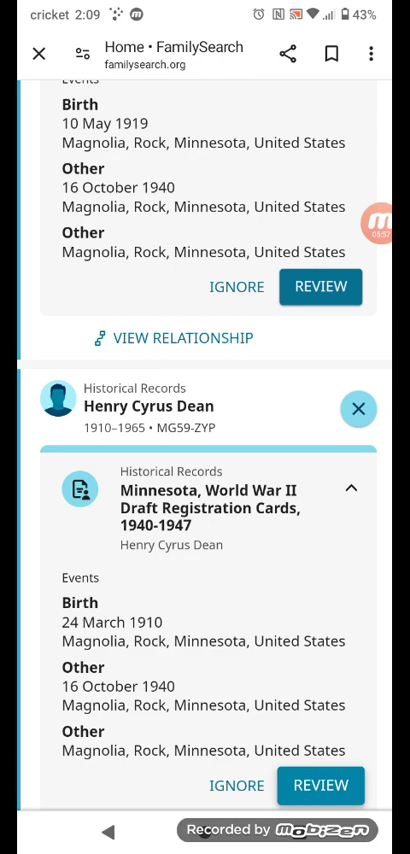 cricket 2:09
43%
Home • FamilySearch
familysearch.org
Events
Birth
10 May 1919
Magnolia, Rock, Minnesota, United States
Other
16 October 1940
Magnolia, Rock, Minnesota, United States
Other
Magnolia, Rock, Minnesota, United States
05:57
IGNORE
REVIEW
VIEW RELATIONSHIP
Historical Records
Henry Cyrus Dean
1910–1965 • MG59-ZYP
Historical Records
Minnesota, World War II
Draft Registration Cards,
1940-1947
Henry Cyrus Dean
Events
Birth
24 March 1910
Magnolia, Rock, Minnesota, United States
Other
16 October 1940
Magnolia, Rock, Minnesota, United States
Other
Magnolia, Rock, Minnesota, United States
IGNORE
REVIEW
Recorded by mobizen